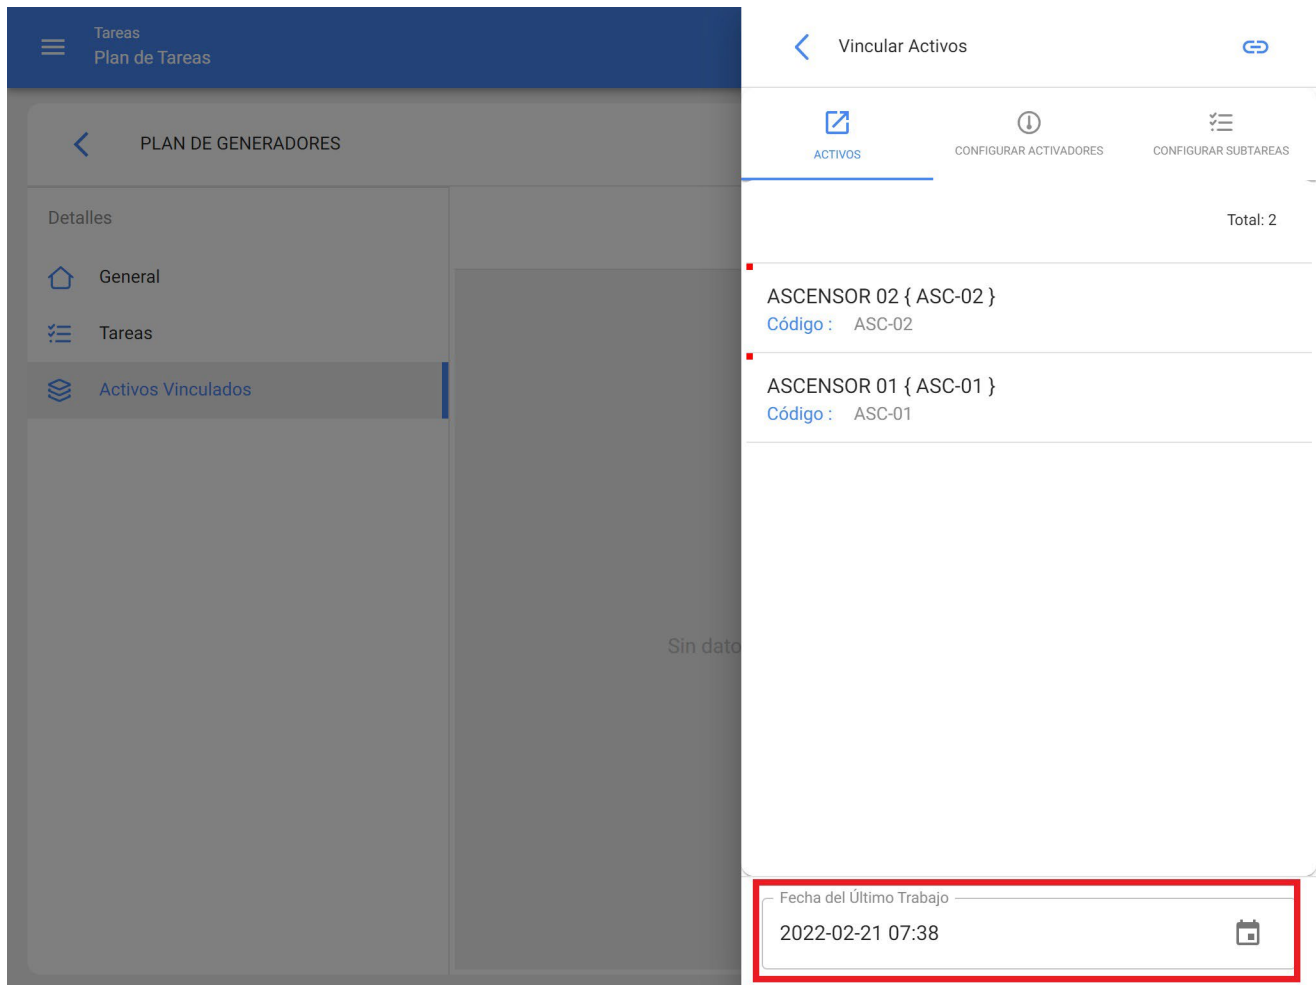 Tareas
Plan de Tareas
PLAN DE GENERADORES
Detalles
General
Tareas
Activos Vinculados
Sin dato
Vincular Activos
ACTIVOS
CONFIGURAR ACTIVADORES
CONFIGURAR SUBTAREAS
Total: 2
ASCENSOR 02 { ASC-02 }
Código : ASC-02
ASCENSOR 01 { ASC-01 }
Código : ASC-01
Fecha del Último Trabajo
2022-02-21 07:38